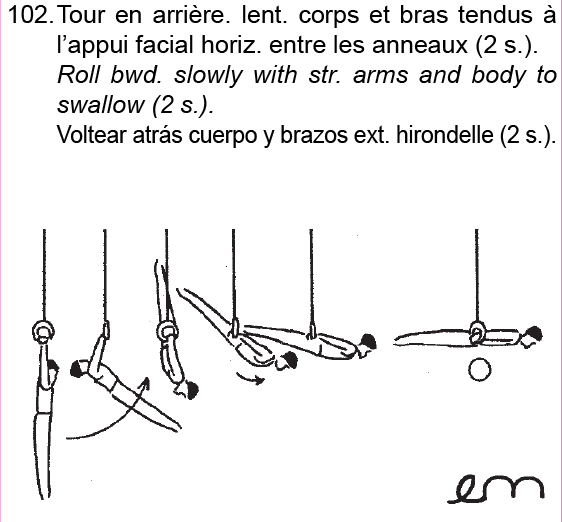 102. Tour en arrière. lent. corps et bras tendus à
l'appui facial horiz. entre les anneaux (2 s.).
Roll bwd. slowly with str. arms and body to
swallow (2 s.).
Voltear atrás cuerpo y brazos ext. hirondelle (2 s.).